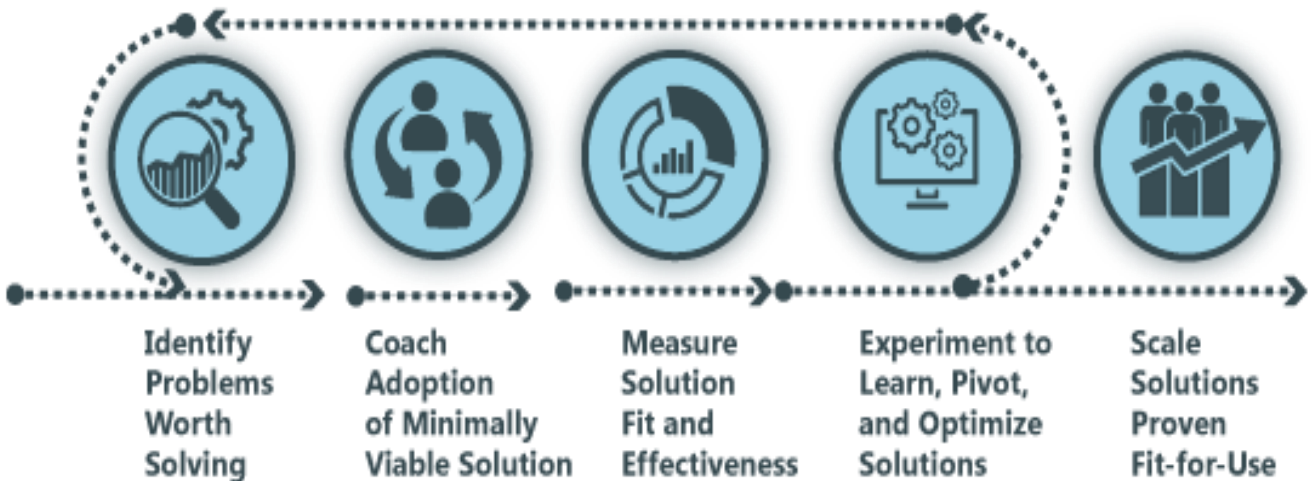 Identify
Problems
Worth
Solving
Coach
Adoption
of Minimally
Viable Solution
Measure
Solution
Fit and
Effectiveness
Experiment to
Learn, Pivot,
and Optimize
Solutions
Scale
Solutions
Proven
Fit-for-Use